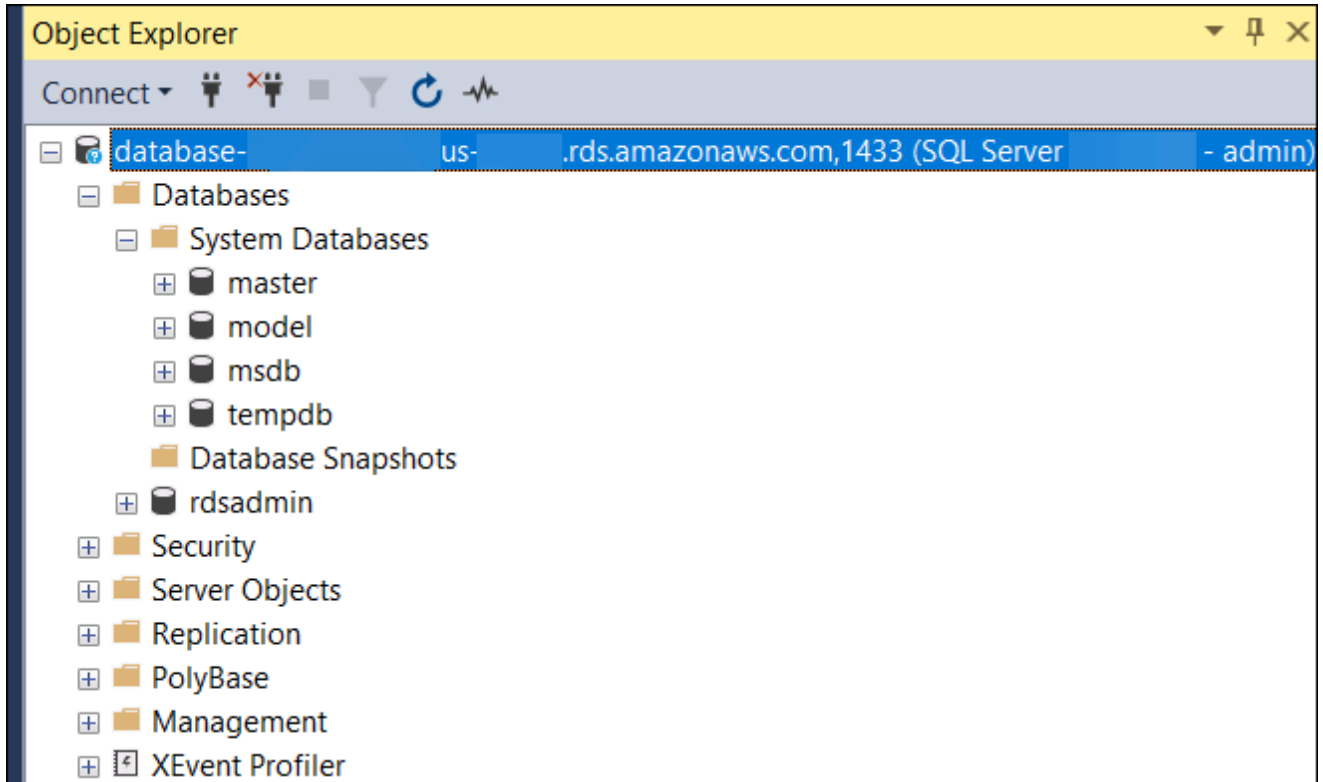 Object Explorer
Connect
database- us- .rds.amazonaws.com,1433 (SQL Server - admin)
Databases
System Databases
master
model
msdb
tempdb
Database Snapshots
rdsadmin
Security
Server Objects
Replication
PolyBase
Management
XEvent Profiler